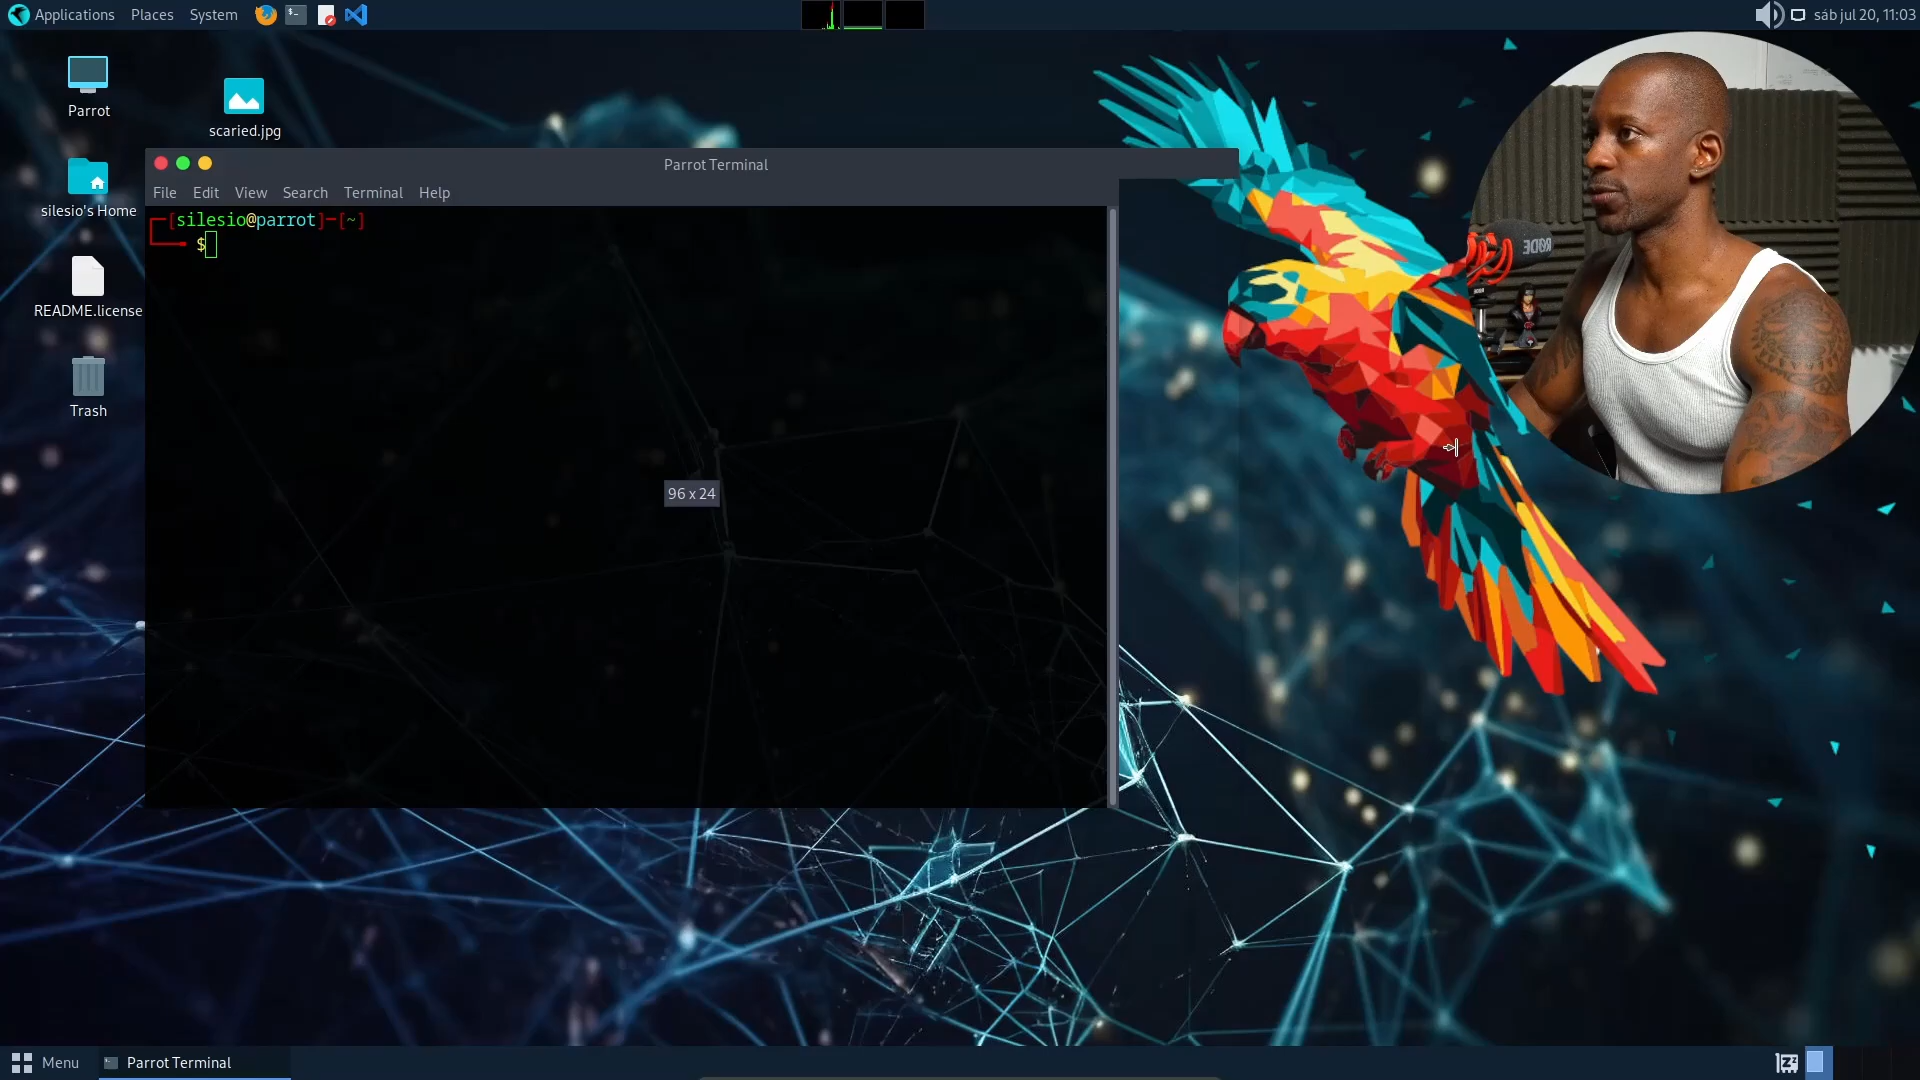 Applications Places System
sáb jul 20, 11:03
Parrot
scaried.jpg
silesio's Home
README.license
Trash
Parrot Terminal
File Edit View Search Terminal Help
┌─[silesio@parrot]─[~]
└──╼ $
96 x 24
RØDE
Menu
Parrot Terminal